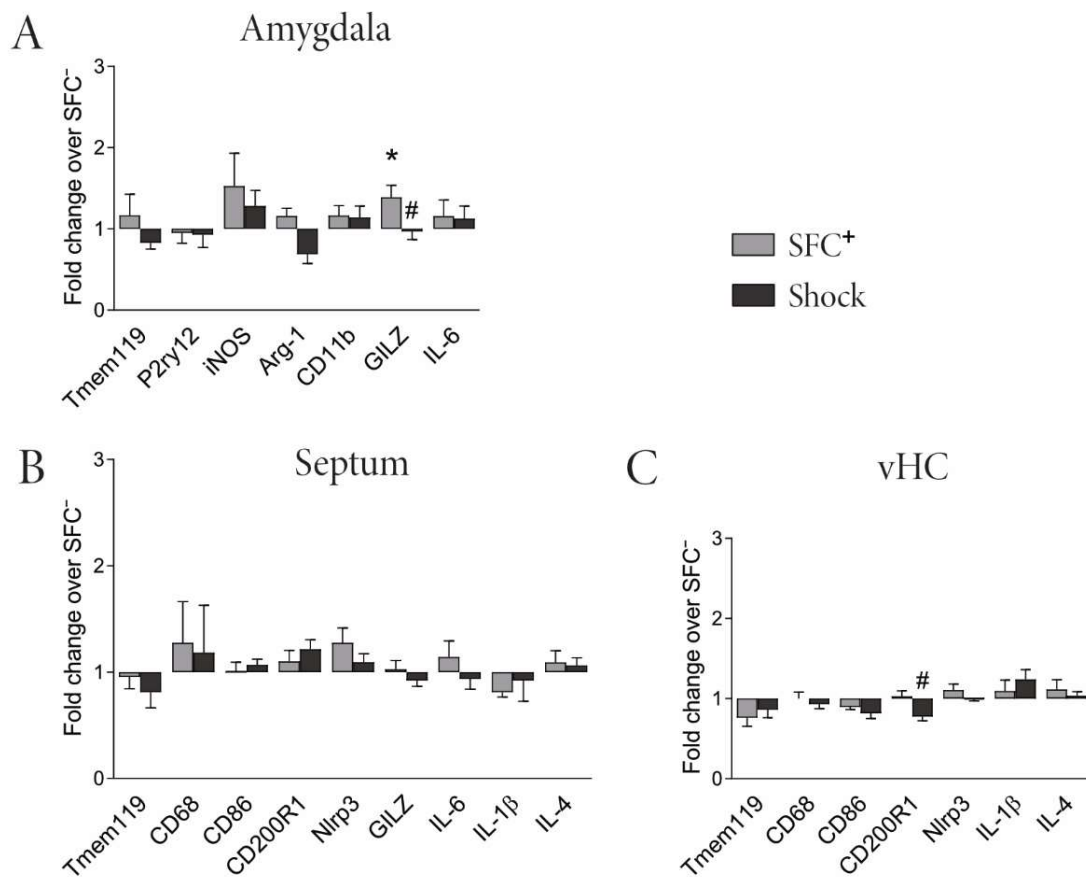 A
Amygdala
Fold change over SFC⁻
3
2
1
0
*
#
Tmem119
P2ry12
iNOS
Arg-1
CD11b
GILZ
IL-6
SFC⁺
Shock
B
Septum
Fold change over SFC⁻
3
2
1
0
Tmem119
CD68
CD86
CD200R1
Nlrp3
GILZ
IL-6
IL-1β
IL-4
C
vHC
Fold change over SFC⁻
3
2
1
0
#
Tmem119
CD68
CD86
CD200R1
Nlrp3
IL-1β
IL-4